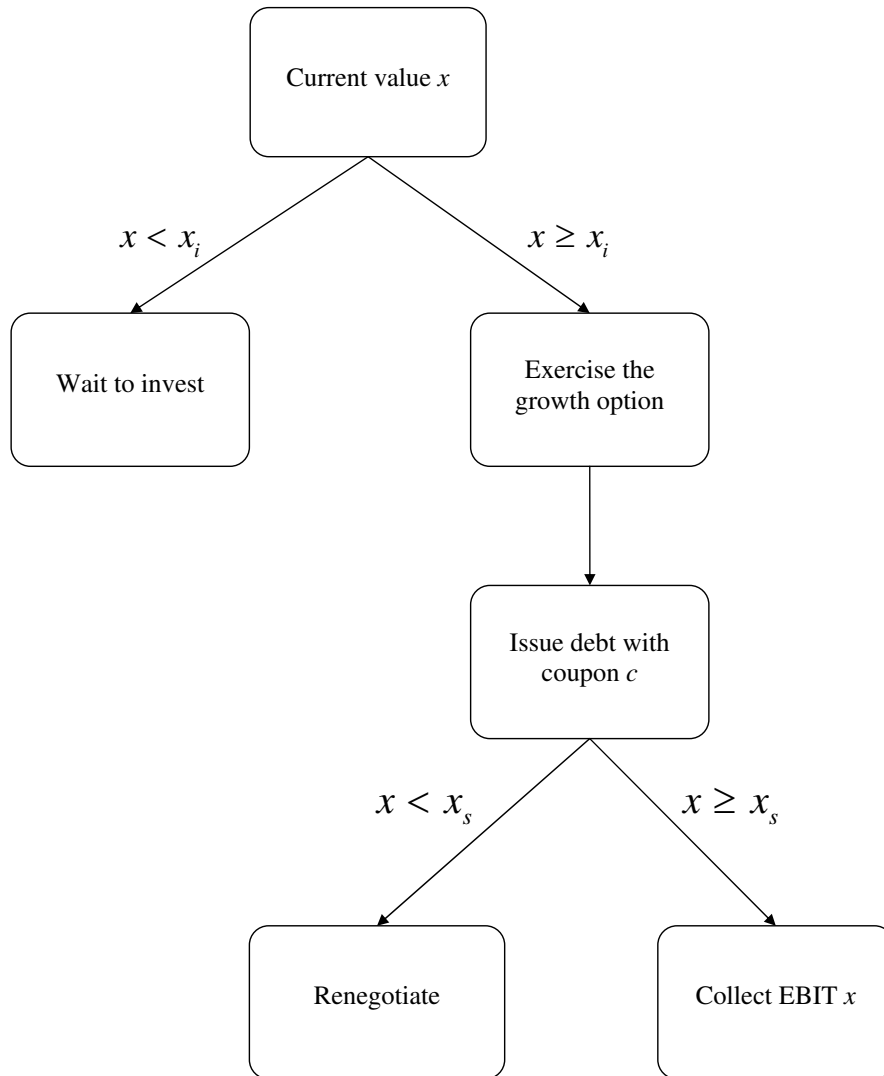 Current value x
x < x_i
x ≥ x_i
Wait to invest
Exercise the
growth option
Issue debt with
coupon c
x < x_s
x ≥ x_s
Renegotiate
Collect EBIT x